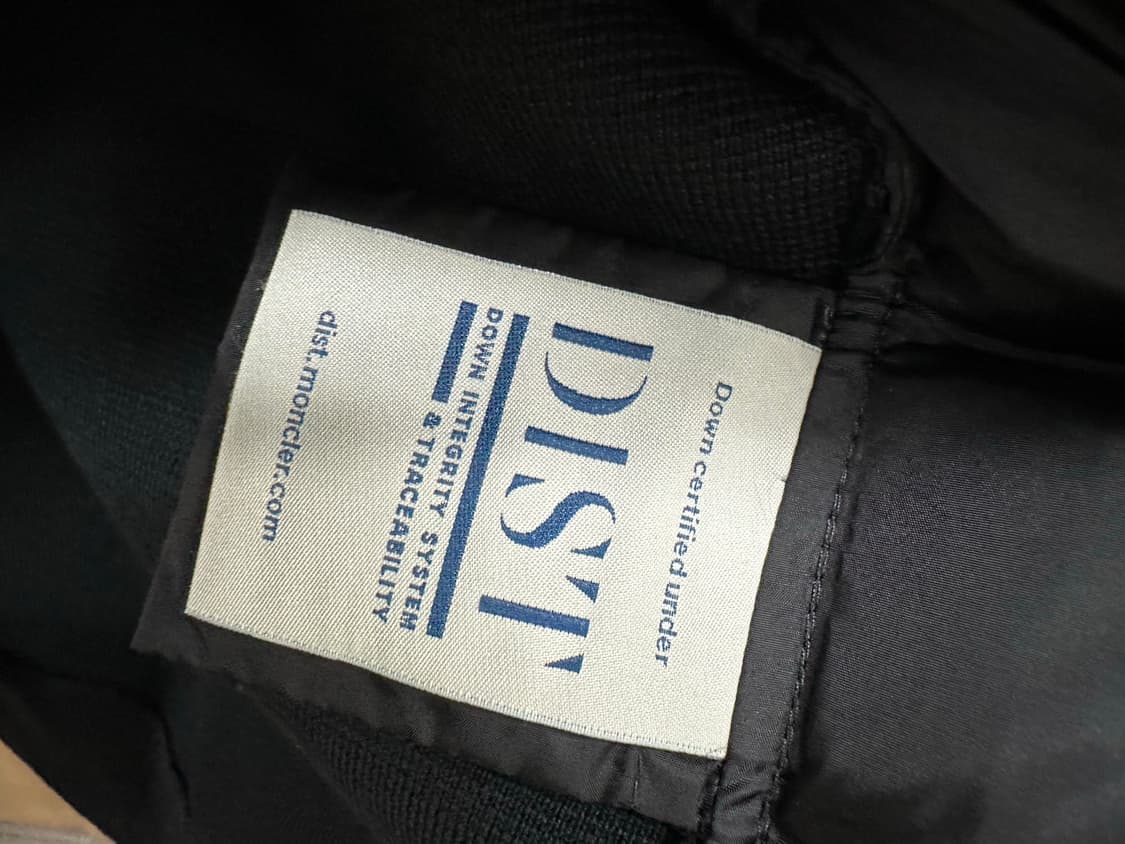 Down certified under
DIST
DOWN INTEGRITY SYSTEM
& TRACEABILITY
dist.moncler.com